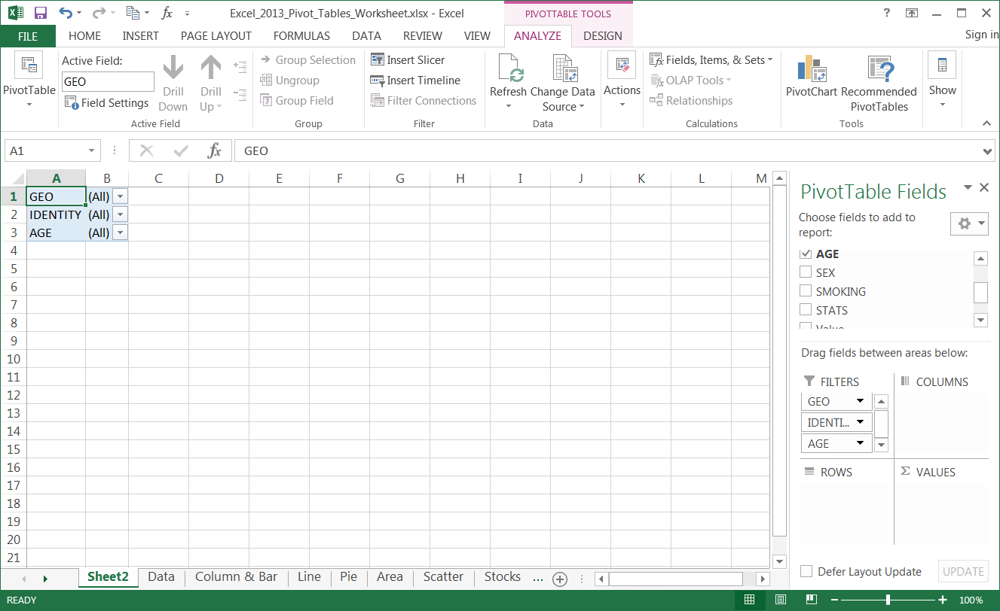 Excel_2013_Pivot_Tables_Worksheet.xlsx - Excel
PIVOTTABLE TOOLS
FILE HOME INSERT PAGE LAYOUT FORMULAS DATA REVIEW VIEW ANALYZE DESIGN Sign in
PivotTable
Active Field:
GEO
Field Settings
Drill Down
Drill Up
Active Field
Group Selection
Ungroup
Group Field
Group
Insert Slicer
Insert Timeline
Filter Connections
Filter
Refresh
Change Data Source
Data
Actions
Fields, Items, & Sets
OLAP Tools
Relationships
Calculations
PivotChart
Recommended PivotTables
Tools
Show
A1
fx
GEO
A B C D E F G H I J K L M
1 GEO (All)
2 IDENTITY (All)
3 AGE (All)
4
5
6
7
8
9
10
11
12
13
14
15
16
17
18
19
20
21
PivotTable Fields
Choose fields to add to
report:
AGE
SEX
SMOKING
STATS
Value
Drag fields between areas below:
FILTERS
GEO
IDENTI...
AGE
COLUMNS
ROWS
VALUES
Defer Layout Update UPDATE
Sheet2 Data Column & Bar Line Pie Area Scatter Stocks ...
READY 100%